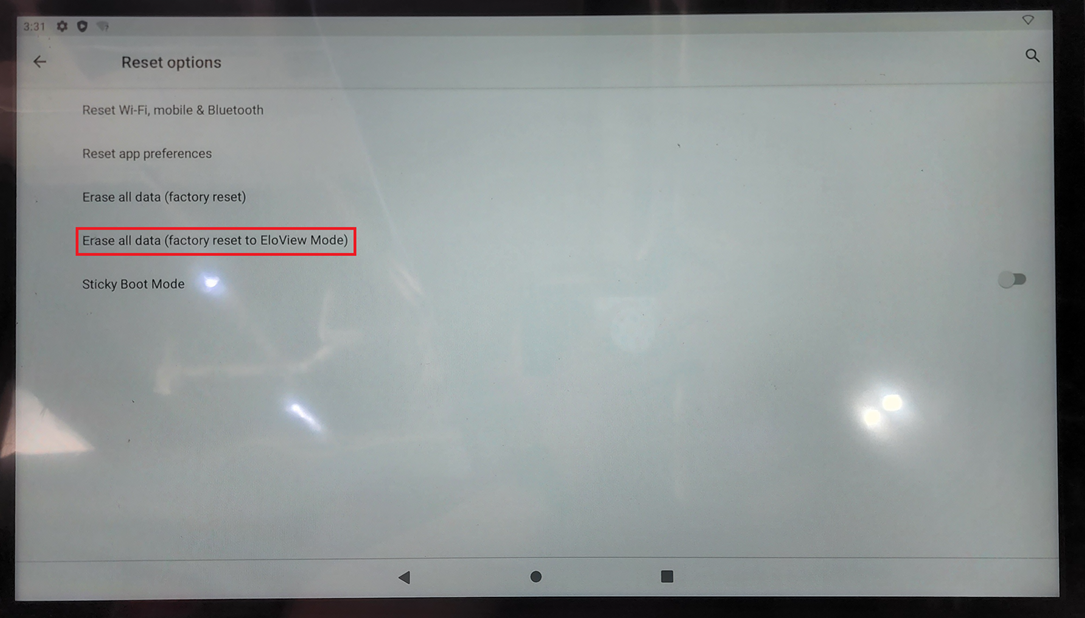 3:31
Reset options
Reset Wi-Fi, mobile & Bluetooth
Reset app preferences
Erase all data (factory reset)
Erase all data (factory reset to EloView Mode)
Sticky Boot Mode